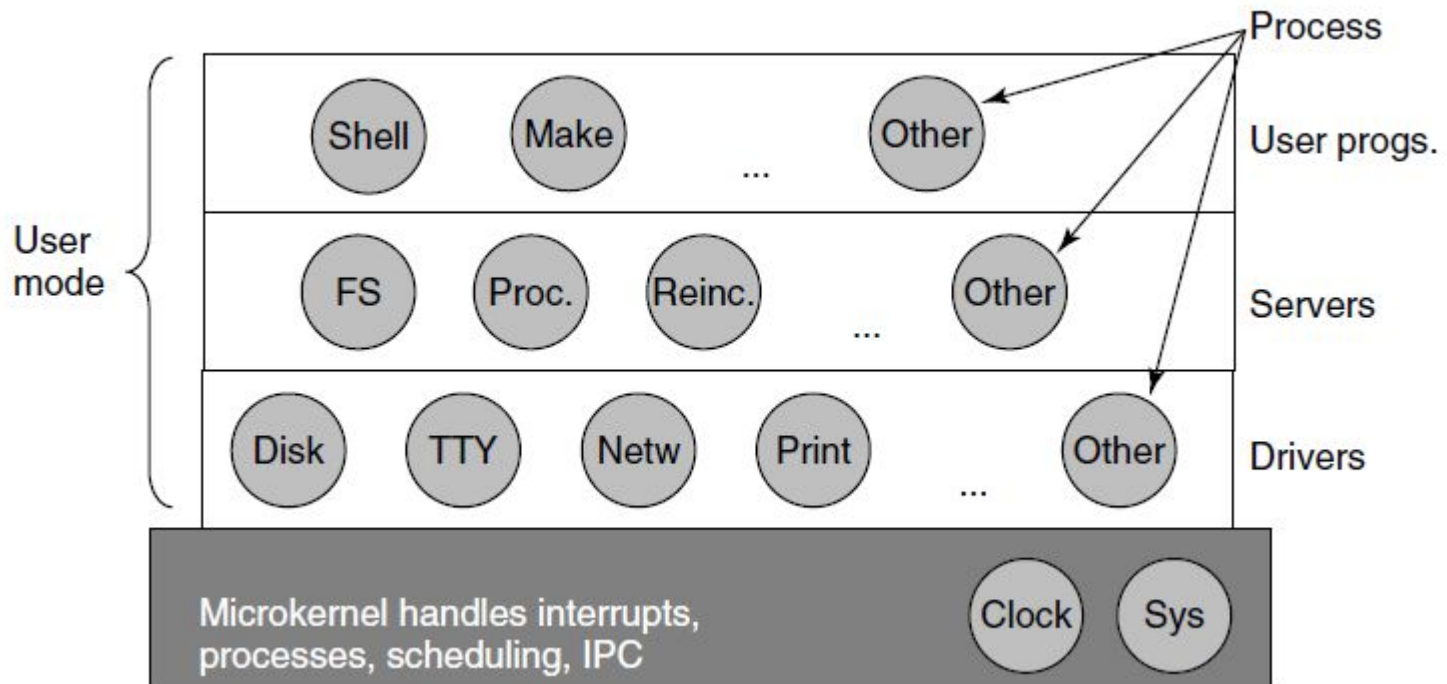 Process
Shell
Make
...
Other
User progs.
User
mode
FS
Proc.
Reinc.
...
Other
Servers
Disk
TTY
Netw
Print
...
Other
Drivers
Microkernel handles interrupts,
processes, scheduling, IPC
Clock
Sys